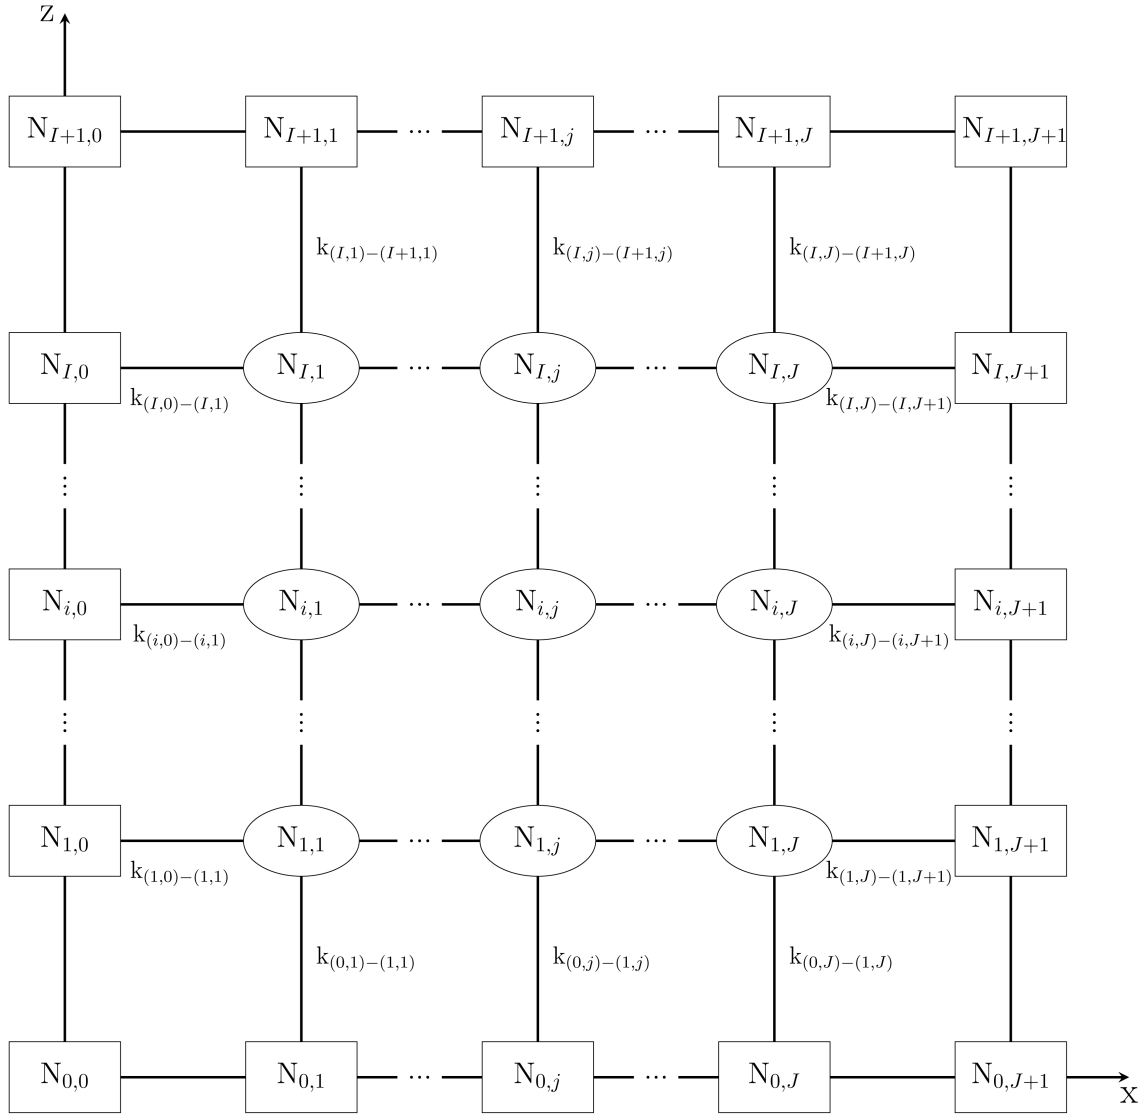 Z
N_{I+1,0} N_{I+1,1} ... N_{I+1,j} ... N_{I+1,J} N_{I+1,J+1}
k_{(I,1)−(I+1,1)} k_{(I,j)−(I+1,j)} k_{(I,J)−(I+1,J)}
N_{I,0} N_{I,1} ... N_{I,j} ... N_{I,J} N_{I,J+1}
k_{(I,0)−(I,1)} k_{(I,J)−(I,J+1)}
⋮ ⋮ ⋮ ⋮ ⋮
N_{i,0} N_{i,1} ... N_{i,j} ... N_{i,J} N_{i,J+1}
k_{(i,0)−(i,1)} k_{(i,J)−(i,J+1)}
⋮ ⋮ ⋮ ⋮ ⋮
N_{1,0} N_{1,1} ... N_{1,j} ... N_{1,J} N_{1,J+1}
k_{(1,0)−(1,1)} k_{(1,J)−(1,J+1)}
k_{(0,1)−(1,1)} k_{(0,j)−(1,j)} k_{(0,J)−(1,J)}
N_{0,0} N_{0,1} ... N_{0,j} ... N_{0,J} N_{0,J+1}
X